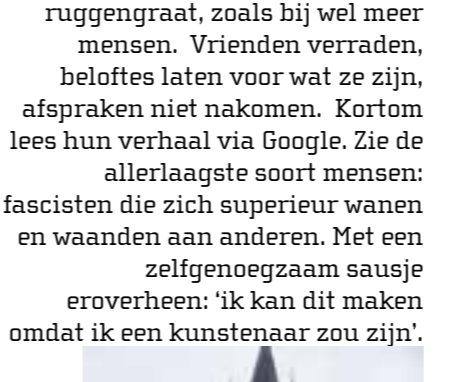 ruggengraat, zoals bij wel meer
mensen. Vrienden verraden,
beloftes laten voor wat ze zijn,
afspraken niet nakomen. Kortom
lees hun verhaal via Google. Zie de
allerlaagste soort mensen:
fascisten die zich superieur wanen
en waanden aan anderen. Met een
zelfgenoegzaam sausje
eroverheen: ‘ik kan dit maken
omdat ik een kunstenaar zou zijn’.